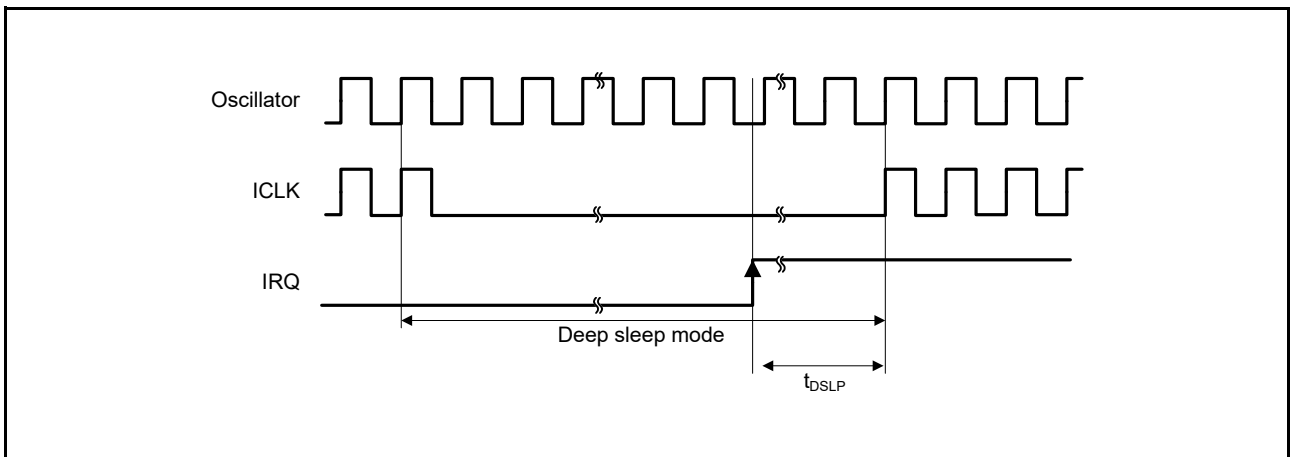 Oscillator
ICLK
IRQ
Deep sleep mode
tDSLP